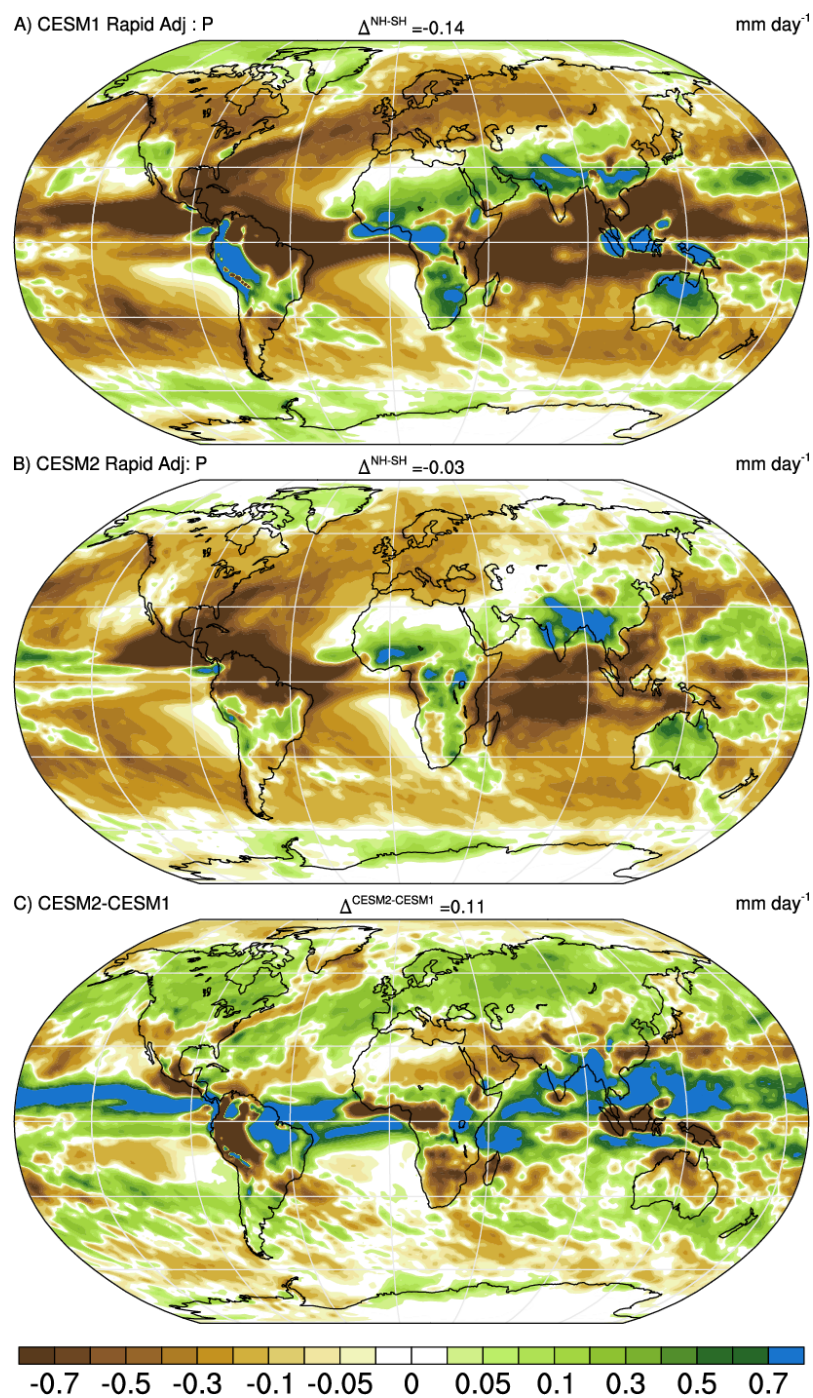 A) CESM1 Rapid Adj : P Δ^NH-SH =-0.14 mm day^-1
B) CESM2 Rapid Adj: P Δ^NH-SH =-0.03 mm day^-1
C) CESM2-CESM1 Δ^CESM2-CESM1 =0.11 mm day^-1
-0.7 -0.5 -0.3 -0.1 -0.05 0 0.05 0.1 0.3 0.5 0.7